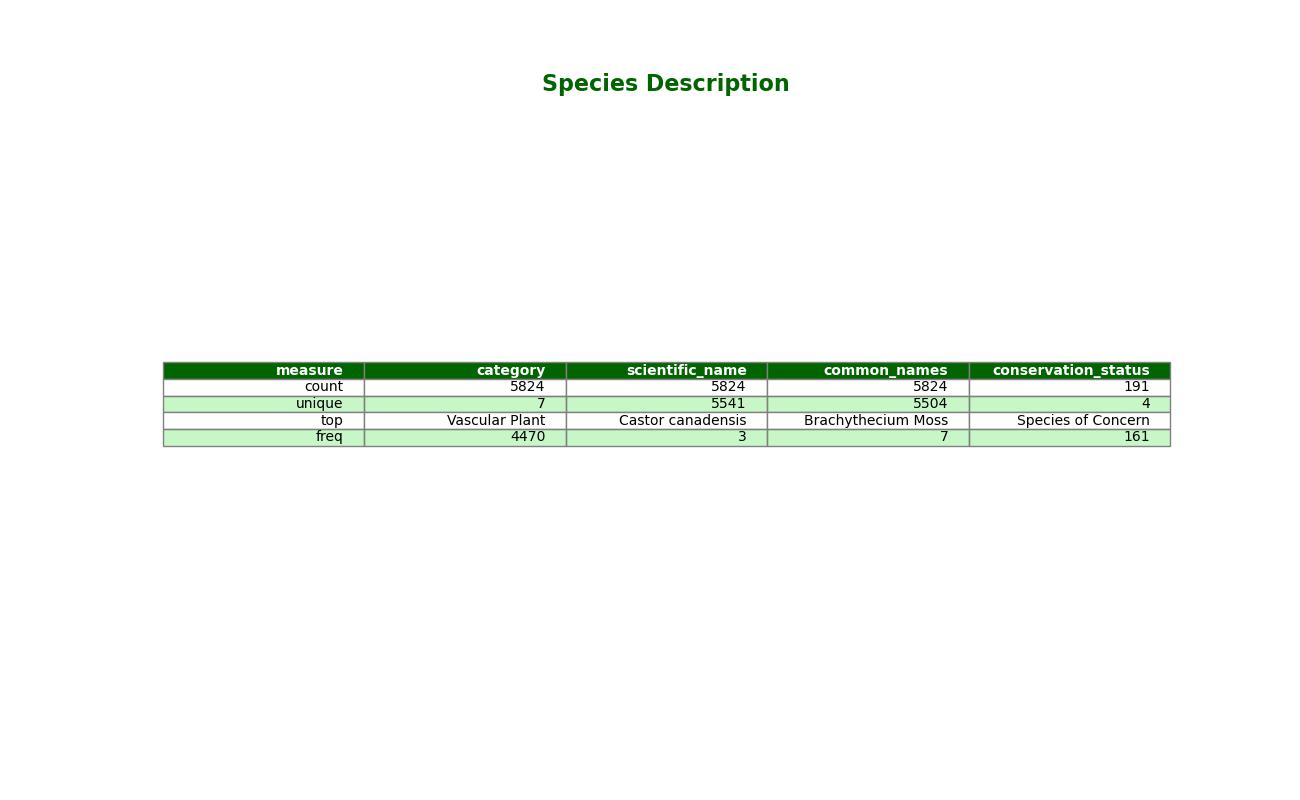 Species Description
measure category scientific_name common_names conservation_status
count 5824 5824 5824 191
unique 7 5541 5504 4
top Vascular Plant Castor canadensis Brachythecium Moss Species of Concern
freq 4470 3 7 161